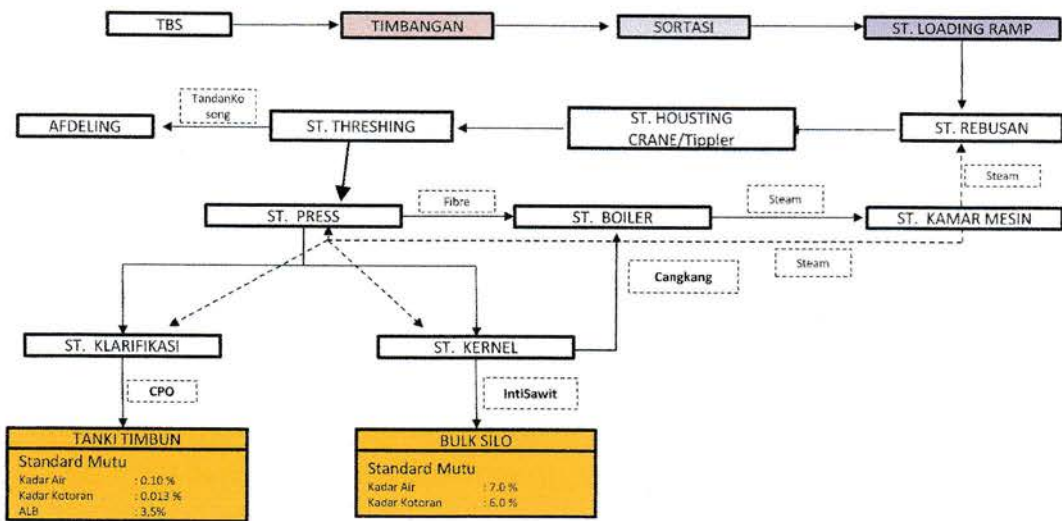 TBS
TIMBANGAN
SORTASI
ST. LOADING RAMP
TandanKo
song
AFDELING
ST. THRESHING
ST. HOUSTING
CRANE/Tippler
ST. REBUSAN
Steam
ST. PRESS
Fibre
ST. BOILER
Steam
ST. KAMAR MESIN
Steam
Cangkang
ST. KLARIFIKASI
ST. KERNEL
CPO
IntiSawit
TANKI TIMBUN
Standard Mutu
Kadar Air : 0.10 %
Kadar Kotoran : 0.013 %
ALB : 3,5%
BULK SILO
Standard Mutu
Kadar Air : 7.0 %
Kadar Kotoran : 6.0 %